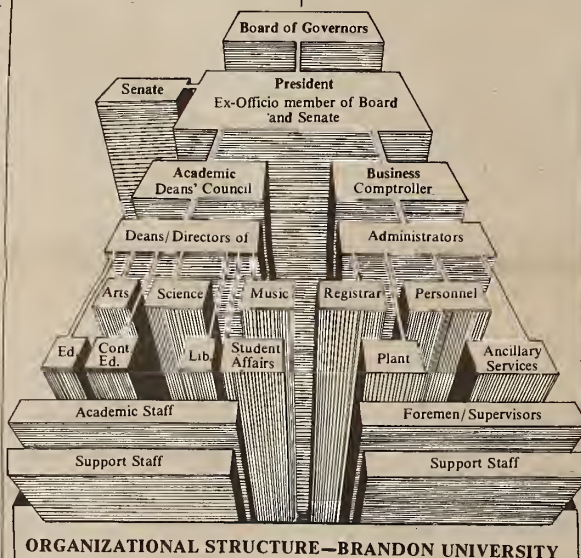 Board of Governors
Senate
President
Ex-Officio member of Board
and Senate
Academic
Deans' Council
Business
Comptroller
Deans/Directors of
Administrators
Arts
Science
Music
Registrar
Personnel
Ed.
Cont
Ed.
Lib.
Student
Affairs
Plant
Ancillary
Services
Academic Staff
Foremen/Supervisors
Support Staff
Support Staff
ORGANIZATIONAL STRUCTURE—BRANDON UNIVERSITY